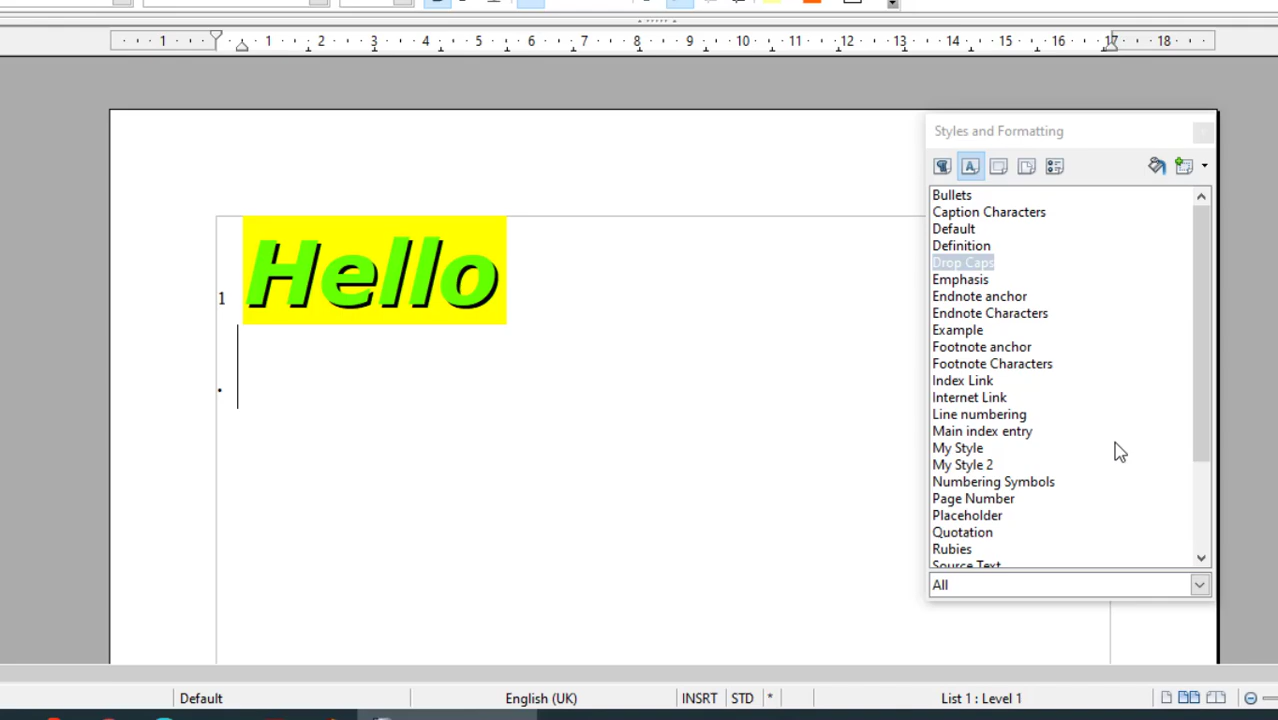 1 · 1 2 3 4 5 6 7 8 9 10 11 12 13 14 15 16 17 18
Styles and Formatting
Bullets
Caption Characters
Default
Definition
Drop Caps
Emphasis
Endnote anchor
Endnote Characters
Example
Footnote anchor
Footnote Characters
Index Link
Internet Link
Line numbering
Main index entry
My Style
My Style 2
Numbering Symbols
Page Number
Placeholder
Quotation
Rubies
Source Text
All
1 Hello
•
Default English (UK) INSRT STD * List 1 : Level 1